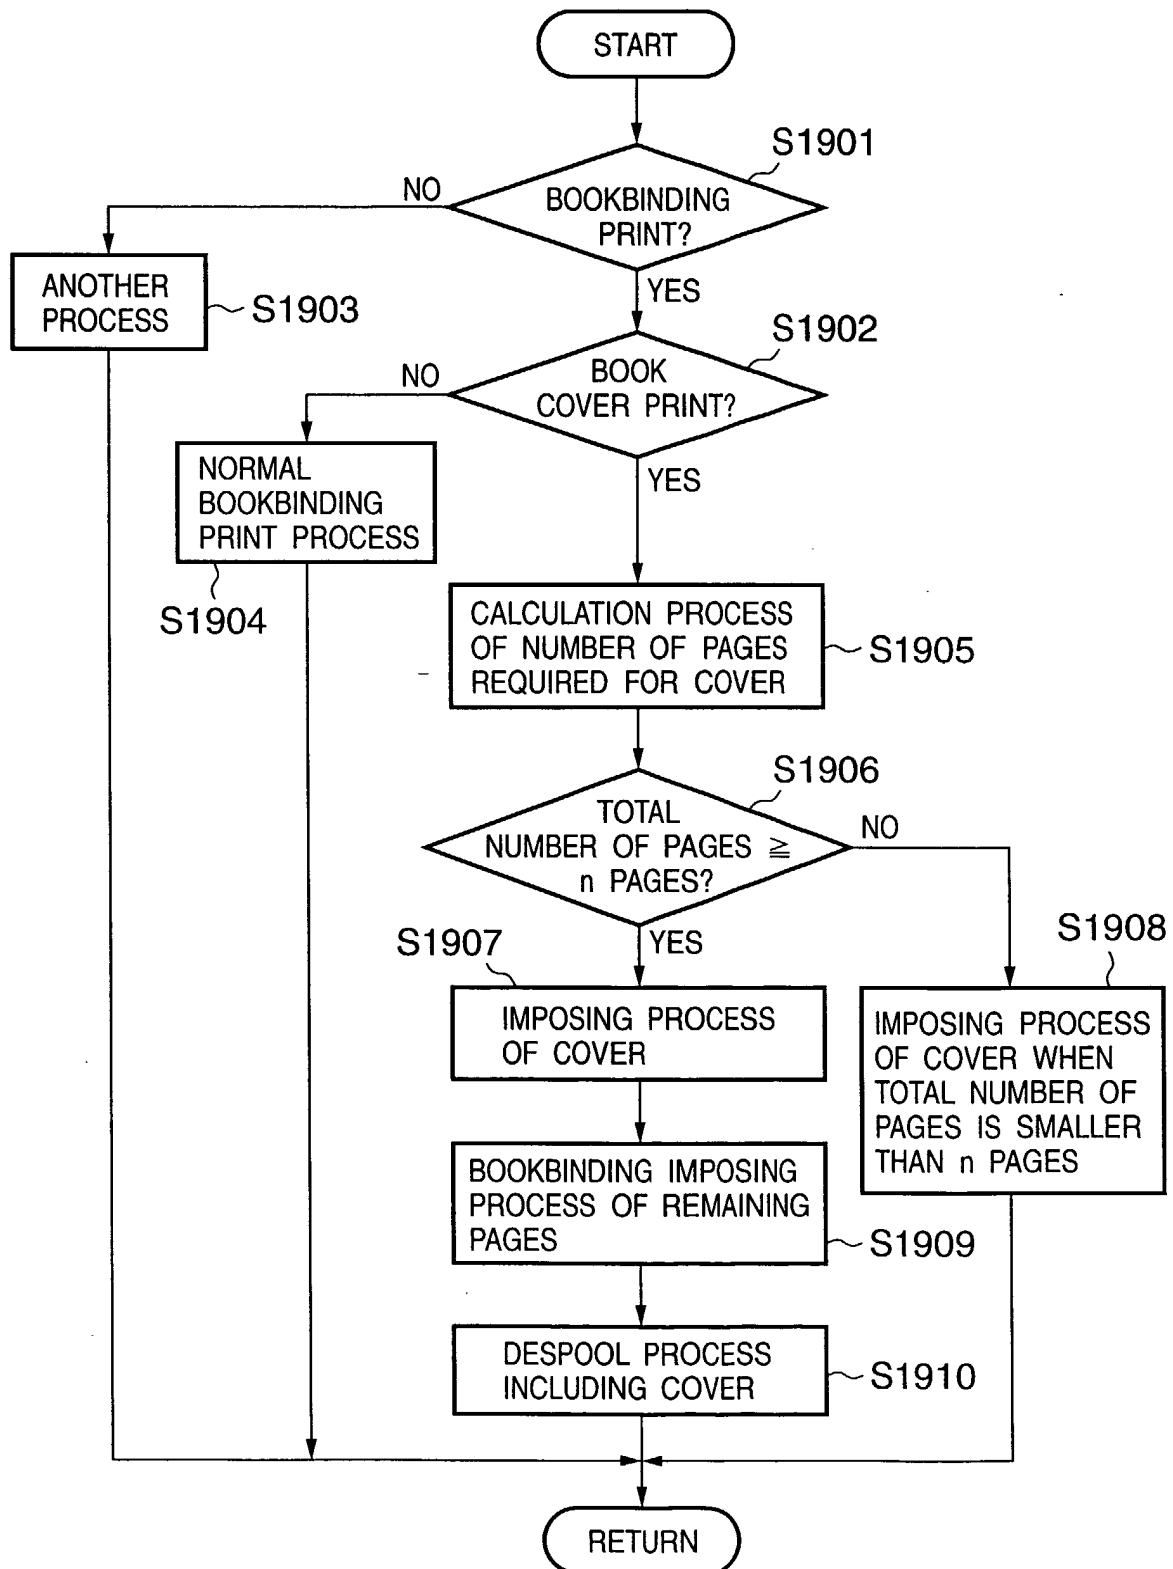 START
S1901
NO
BOOKBINDING
PRINT?
YES
ANOTHER
PROCESS
S1903
S1902
NO
BOOK
COVER PRINT?
YES
NORMAL
BOOKBINDING
PRINT PROCESS
S1904
CALCULATION PROCESS
OF NUMBER OF PAGES
REQUIRED FOR COVER
S1905
S1906
TOTAL
NUMBER OF PAGES ≧
n PAGES?
NO
YES
S1907
IMPOSING PROCESS
OF COVER
S1908
IMPOSING PROCESS
OF COVER WHEN
TOTAL NUMBER OF
PAGES IS SMALLER
THAN n PAGES
BOOKBINDING IMPOSING
PROCESS OF REMAINING
PAGES
S1909
DESPOOL PROCESS
INCLUDING COVER
S1910
RETURN